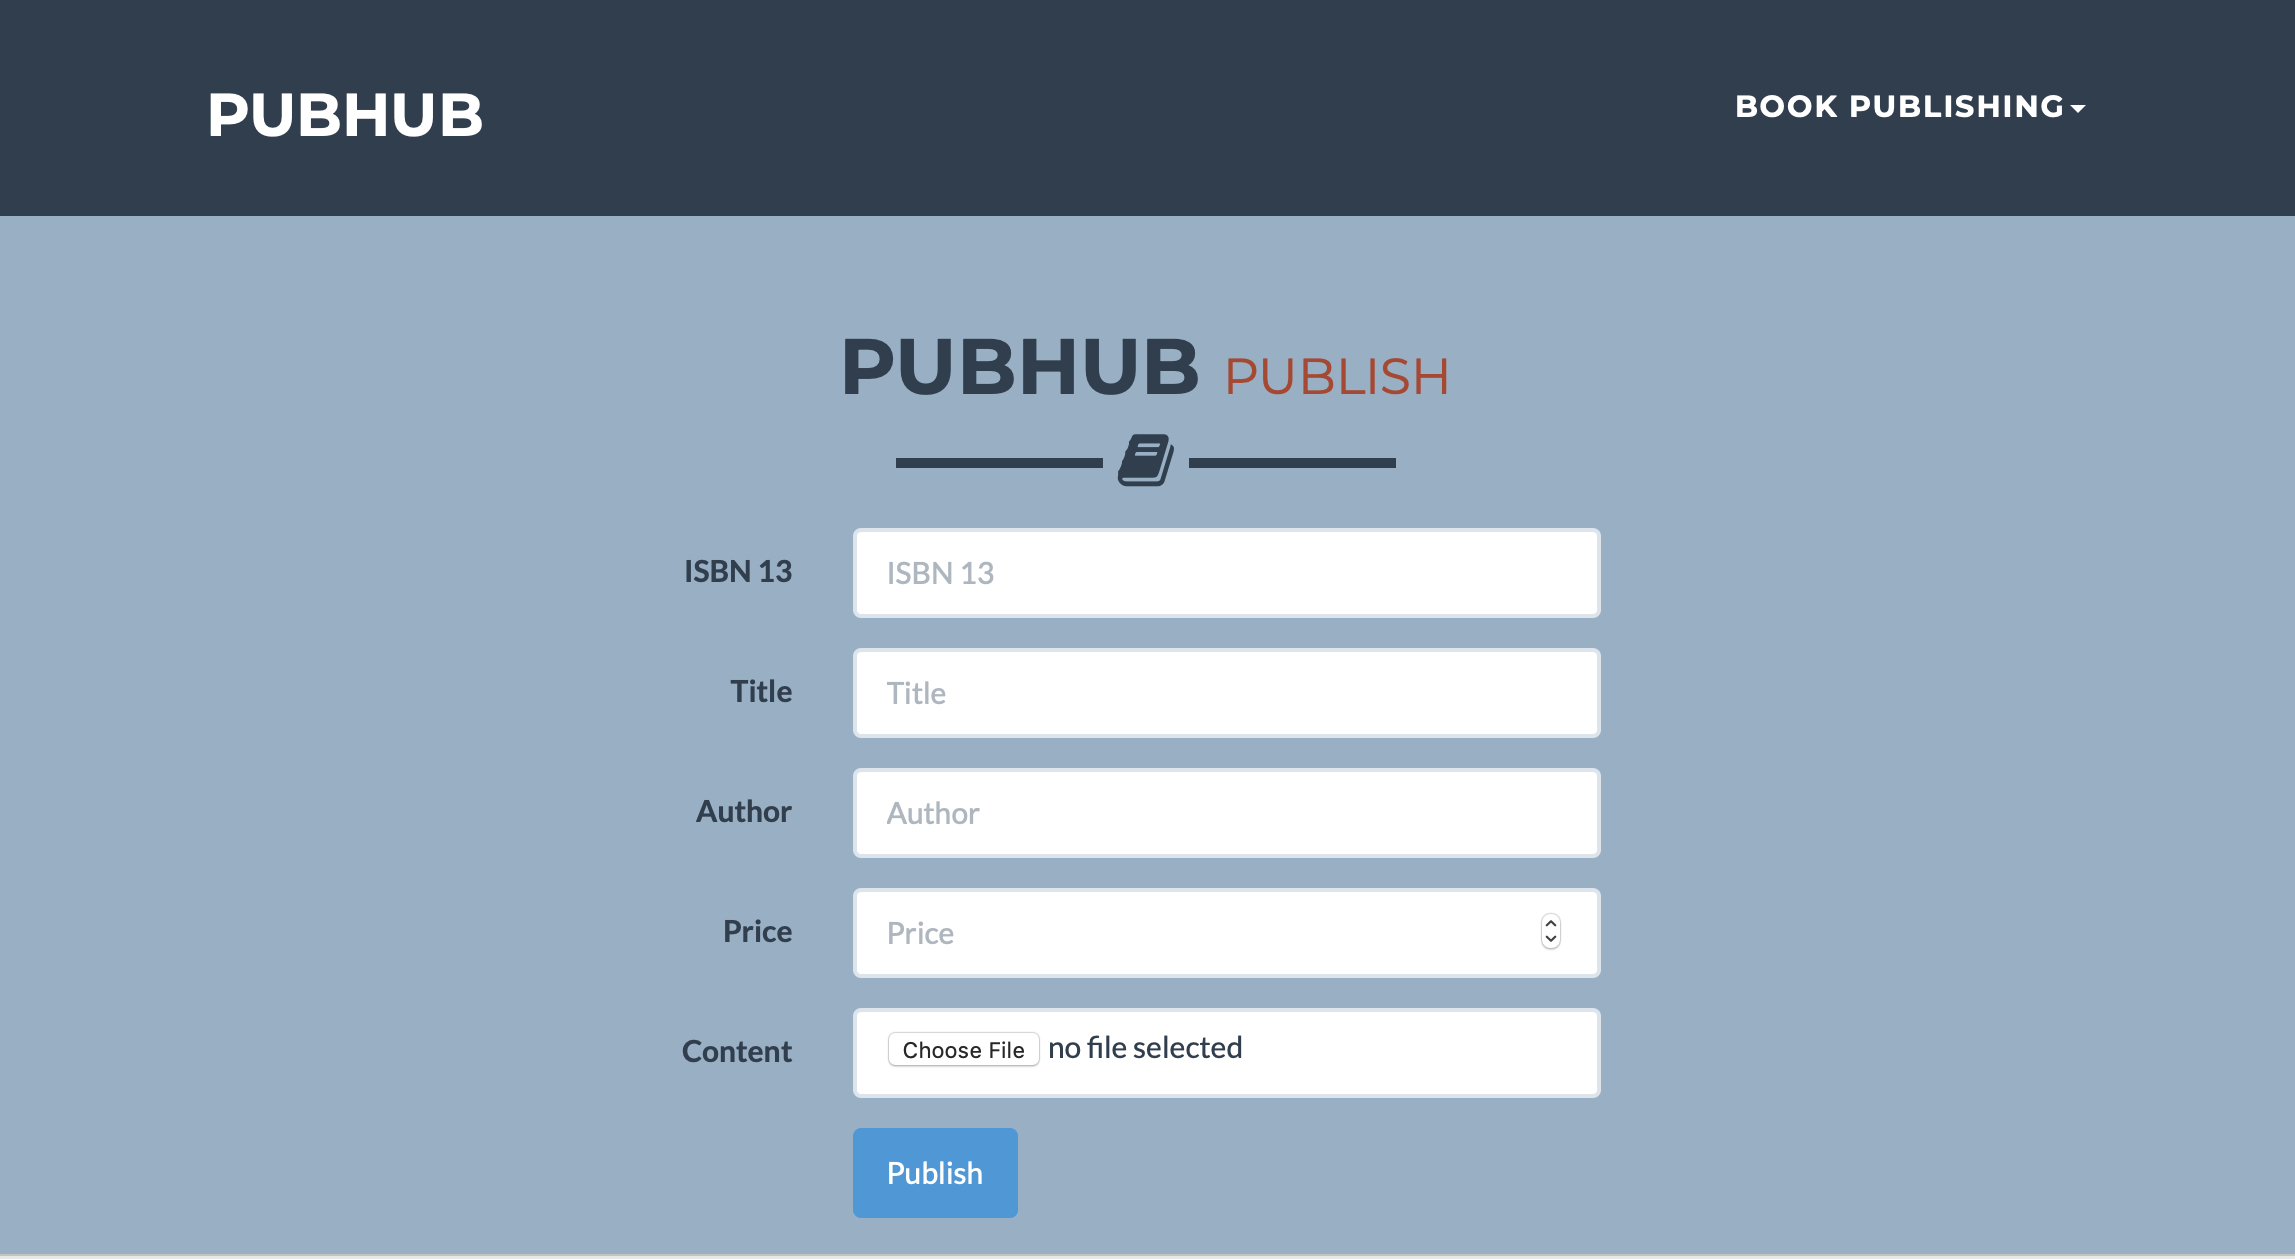 PUBHUB
BOOK PUBLISHING
PUBHUB PUBLISH
ISBN 13
ISBN 13
Title
Title
Author
Author
Price
Price
Content
Choose File no file selected
Publish